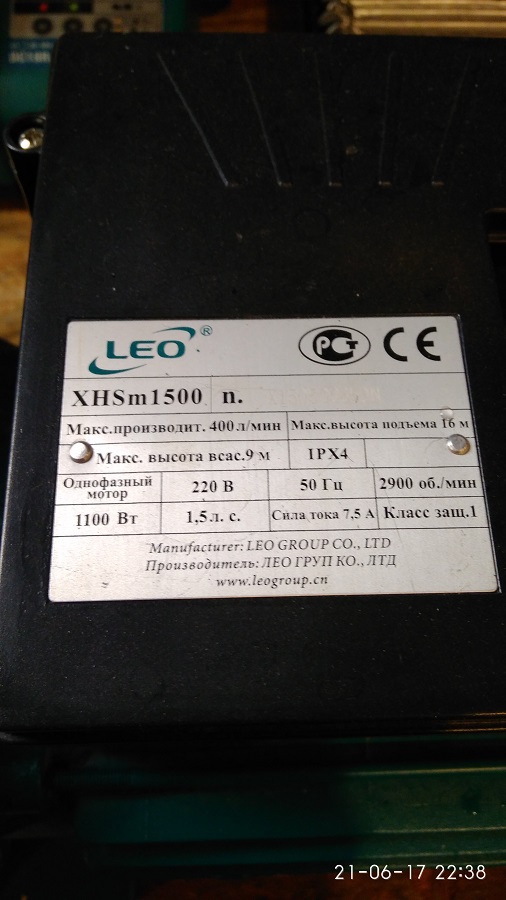 LEO ®
РСТ CE
XHSm1500 n.
Макс.производит. 400 л/мин Макс.высота подъема 16 м
Макс. высота всас.9 м IPX4
Однофазный мотор 220 В 50 Гц 2900 об./мин
1100 Вт 1,5 л. с. Сила тока 7,5 А Класс защ.1
Manufacturer: LEO GROUP CO., LTD
Производитель: ЛЕО ГРУП КО., ЛТД
www.leogroup.cn
21-06-17 22:38